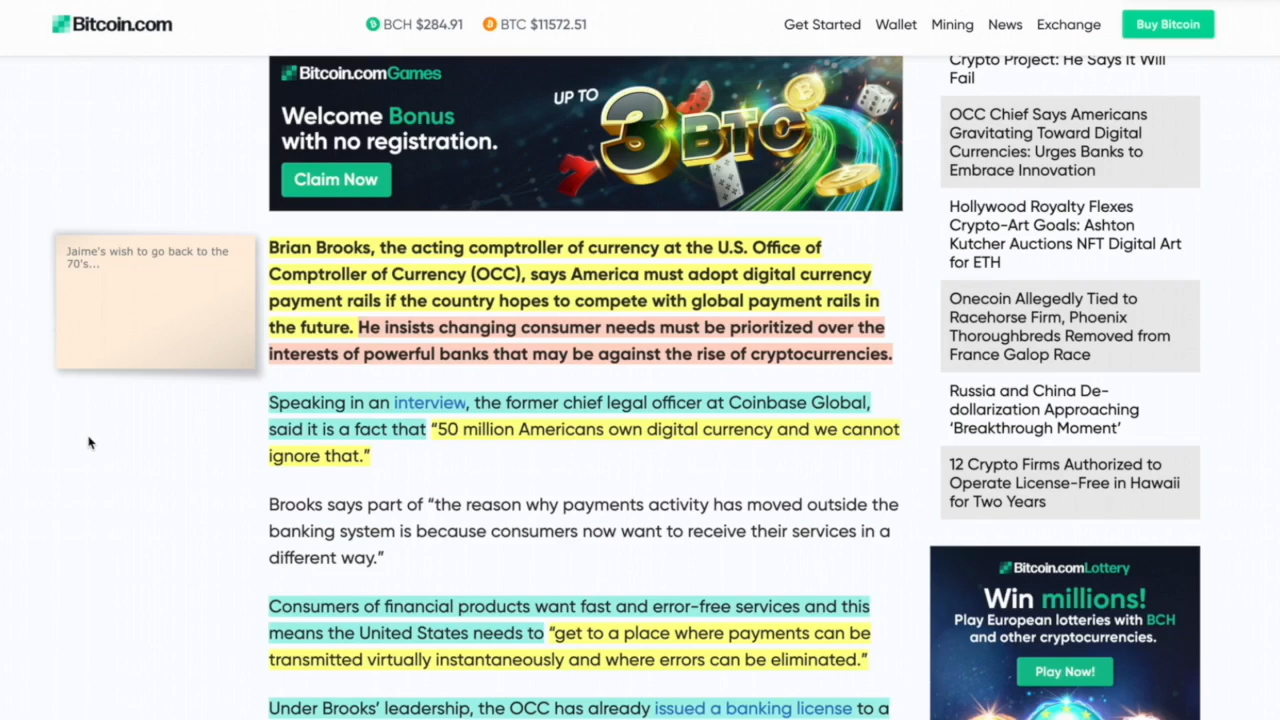 Bitcoin.com
BCH $284.91
BTC $11572.51
Get Started
Wallet
Mining
News
Exchange
Buy Bitcoin
Bitcoin.comGames
Welcome Bonus
with no registration.
Claim Now
UP TO
3 BTC
Jaime's wish to go back to the
70's...
Brian Brooks, the acting comptroller of currency at the U.S. Office of
Comptroller of Currency (OCC), says America must adopt digital currency
payment rails if the country hopes to compete with global payment rails in
the future. He insists changing consumer needs must be prioritized over the
interests of powerful banks that may be against the rise of cryptocurrencies.
Speaking in an interview, the former chief legal officer at Coinbase Global,
said it is a fact that “50 million Americans own digital currency and we cannot
ignore that.”
Brooks says part of “the reason why payments activity has moved outside the
banking system is because consumers now want to receive their services in a
different way.”
Consumers of financial products want fast and error-free services and this
means the United States needs to “get to a place where payments can be
transmitted virtually instantaneously and where errors can be eliminated.”
Under Brooks’ leadership, the OCC has already issued a banking license to a
Crypto Project: He Says It Will
Fail
OCC Chief Says Americans
Gravitating Toward Digital
Currencies: Urges Banks to
Embrace Innovation
Hollywood Royalty Flexes
Crypto-Art Goals: Ashton
Kutcher Auctions NFT Digital Art
for ETH
Onecoin Allegedly Tied to
Racehorse Firm, Phoenix
Thoroughbreds Removed from
France Galop Race
Russia and China De-
dollarization Approaching
‘Breakthrough Moment’
12 Crypto Firms Authorized to
Operate License-Free in Hawaii
for Two Years
Bitcoin.comLottery
Win millions!
Play European lotteries with BCH
and other cryptocurrencies.
Play Now!